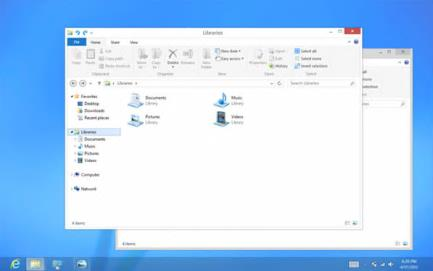 Libraries
File Home Share View
Copy Paste Cut Copy path Paste shortcut Move to Copy to Delete Rename New folder New item Easy access Properties Open Edit History Select all Select none Invert selection
Clipboard Organize New Open Select
Libraries Search Libraries
Favorites
Desktop
Downloads
Recent places
Libraries
Documents
Music
Pictures
Videos
Computer
Network
Documents
Library
Music
Library
Pictures
Library
Videos
Library
4 items
4 items
4:26 PM